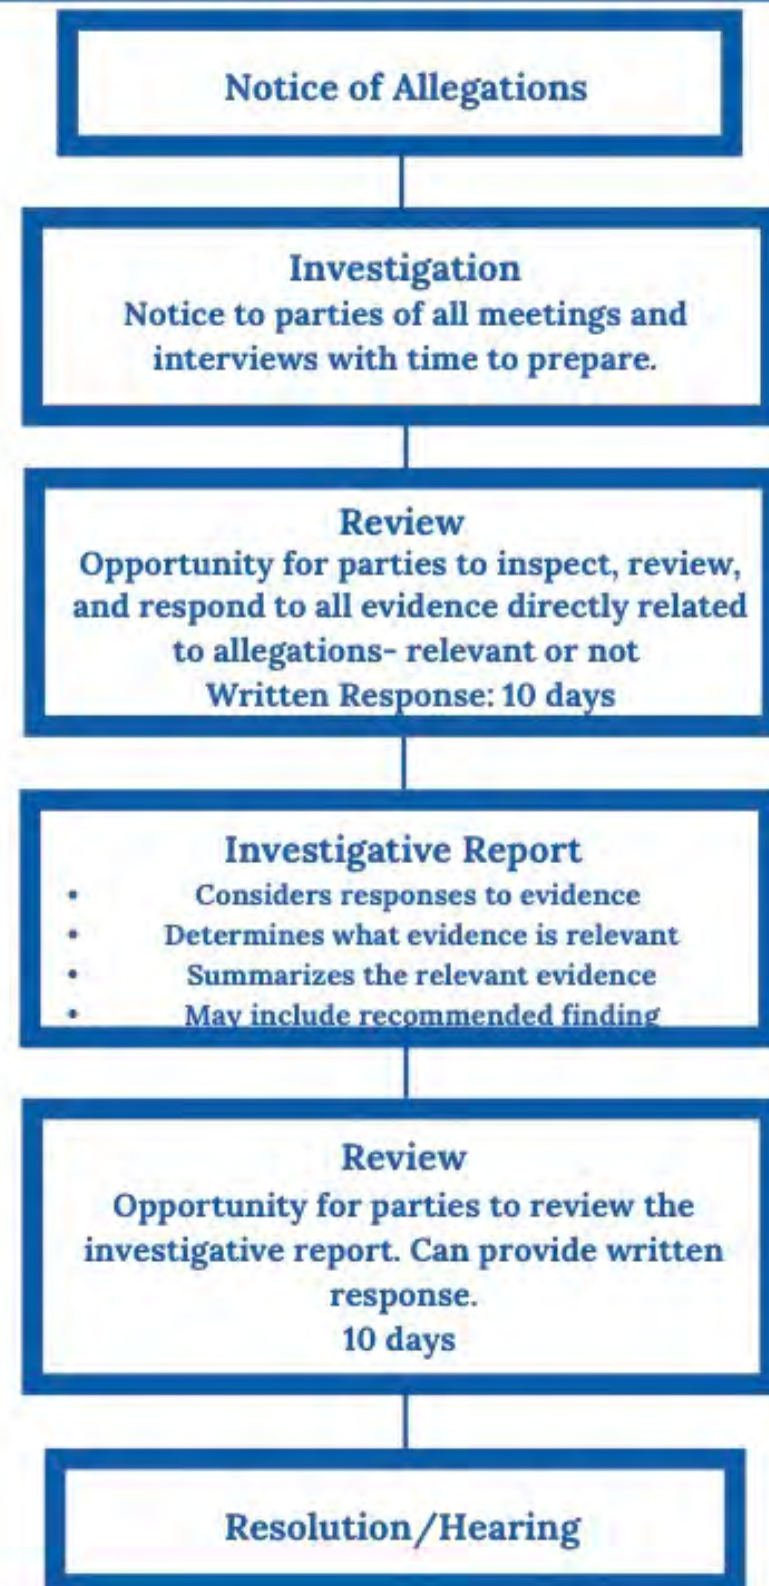 Notice of Allegations
Investigation
Notice to parties of all meetings and
interviews with time to prepare.
Review
Opportunity for parties to inspect, review,
and respond to all evidence directly related
to allegations- relevant or not
Written Response: 10 days
Investigative Report
• Considers responses to evidence
• Determines what evidence is relevant
• Summarizes the relevant evidence
• May include recommended finding
Review
Opportunity for parties to review the
investigative report. Can provide written
response.
10 days
Resolution/Hearing